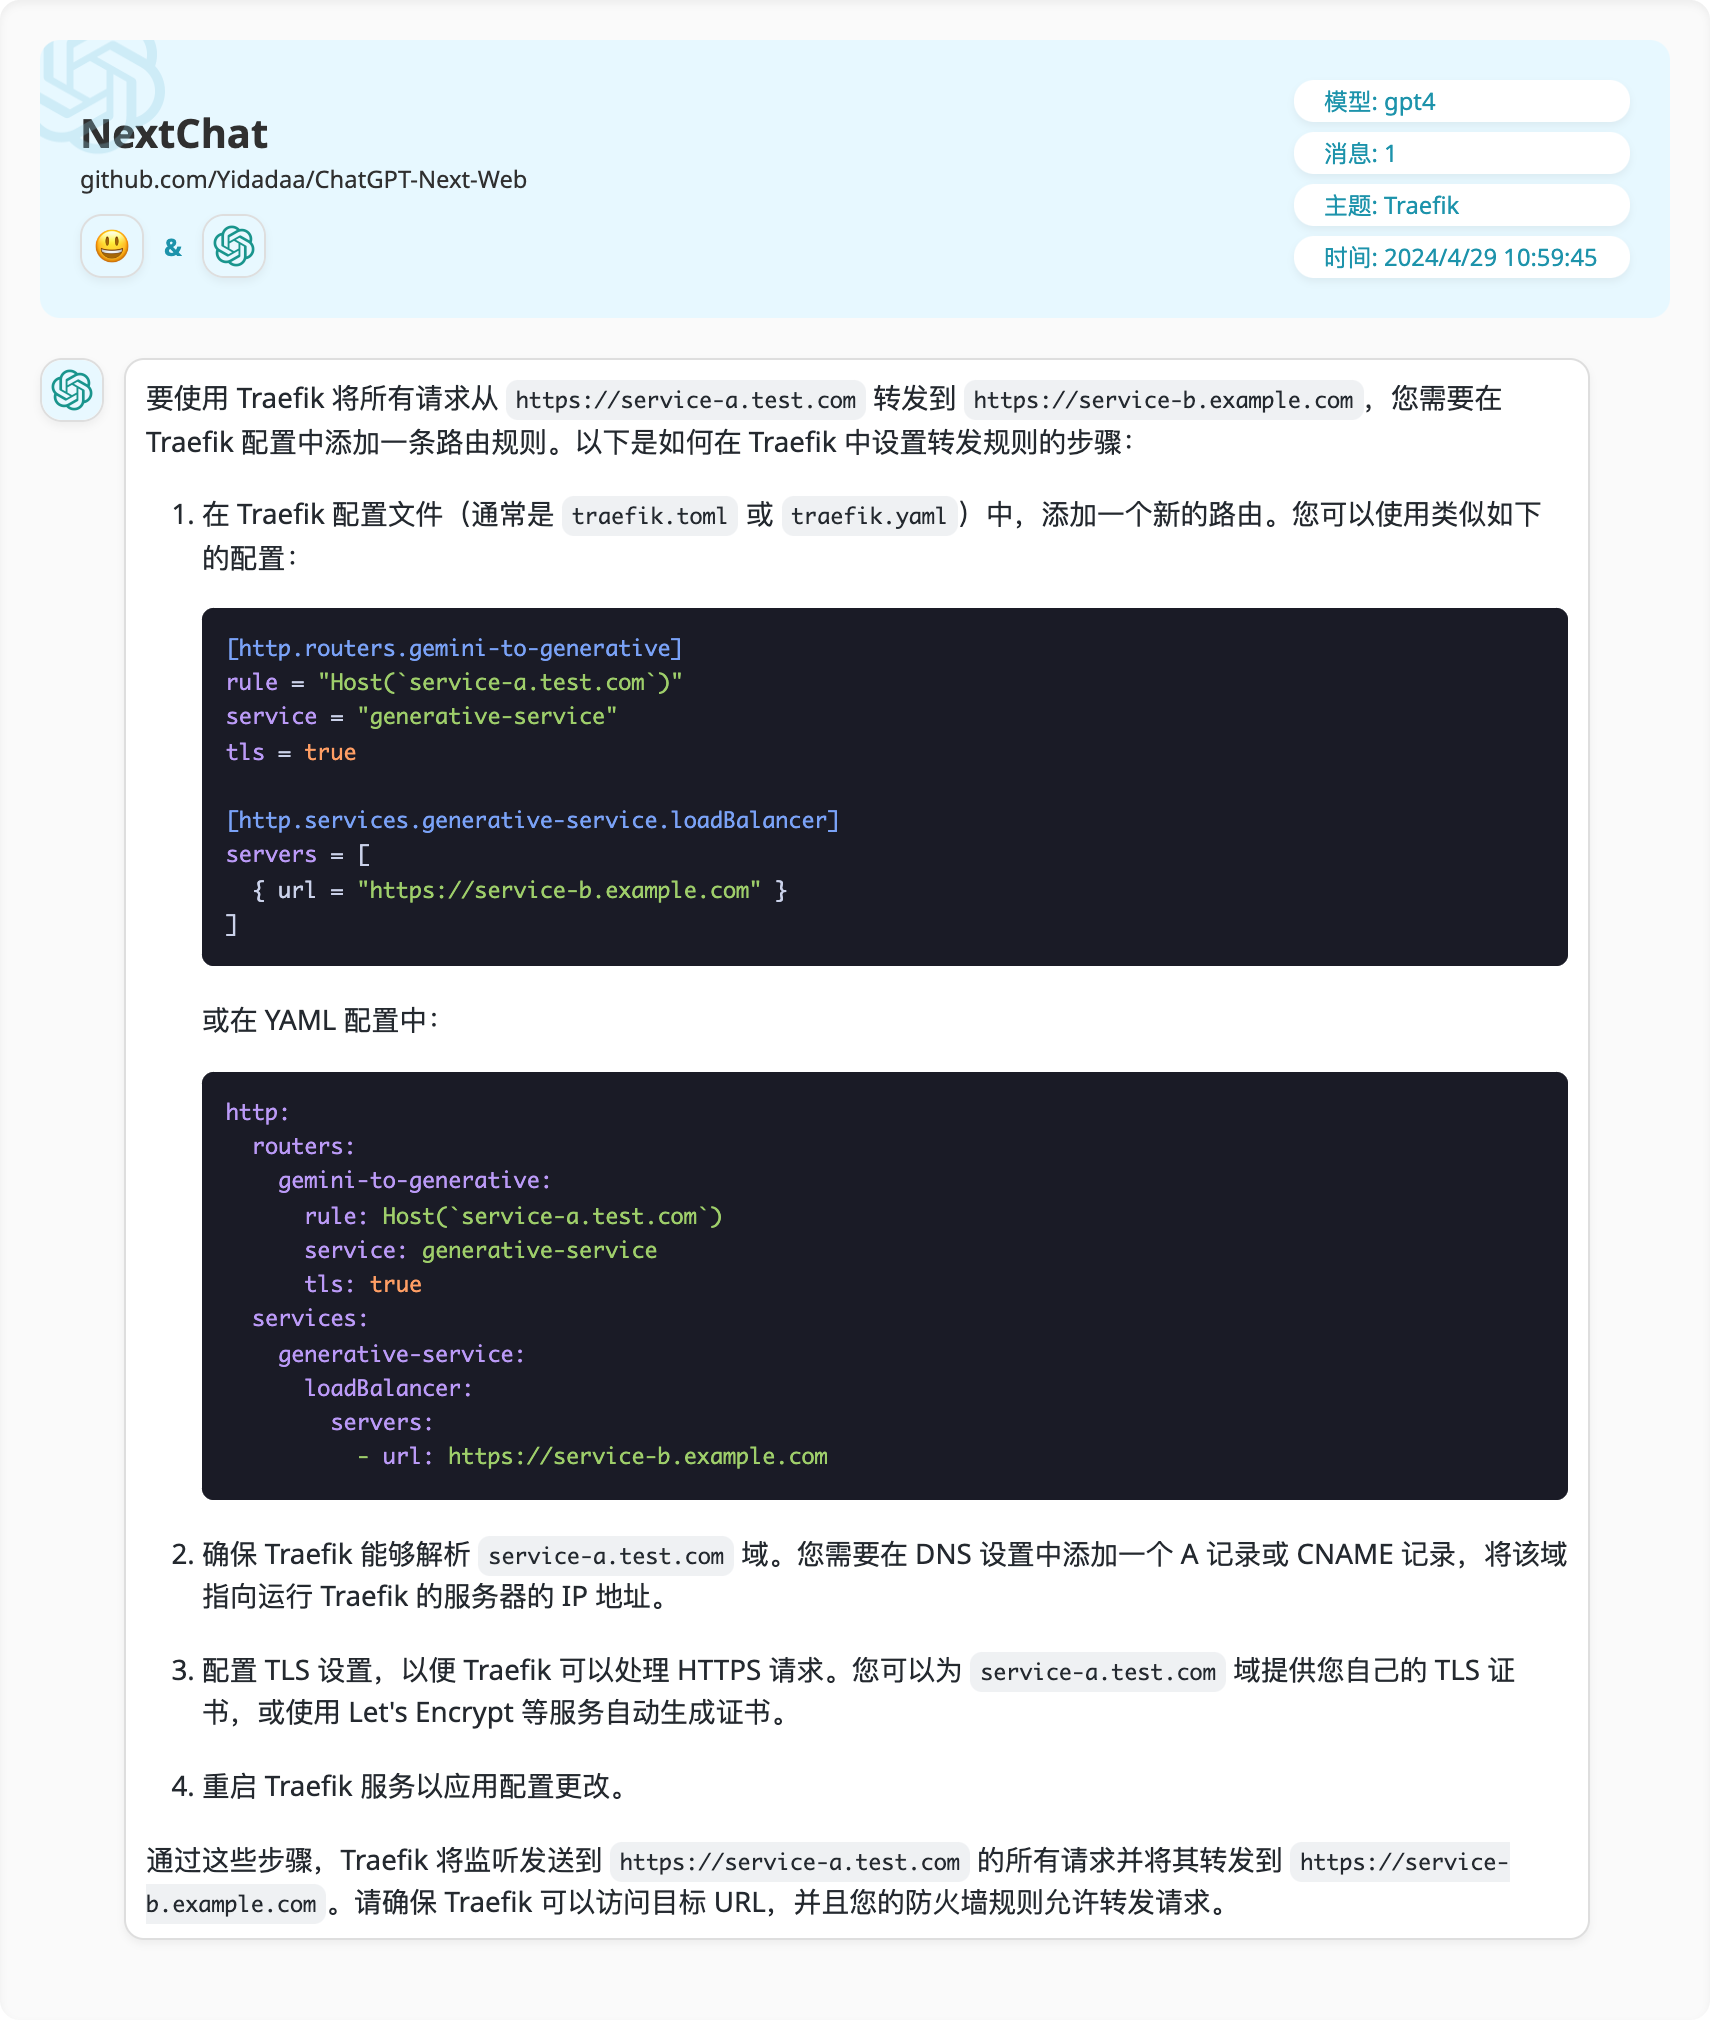 NextChat
github.com/Yidadaa/ChatGPT-Next-Web
&
模型: gpt4
消息: 1
主题: Traefik
时间: 2024/4/29 10:59:45
要使用 Traefik 将所有请求从 https://service-a.test.com 转发到 https://service-b.example.com，您需要在
Traefik 配置中添加一条路由规则。以下是如何在 Traefik 中设置转发规则的步骤：
1. 在 Traefik 配置文件（通常是 traefik.toml 或 traefik.yaml）中，添加一个新的路由。您可以使用类似如下
的配置：
[http.routers.gemini-to-generative]
rule = "Host(`service-a.test.com`)"
service = "generative-service"
tls = true
[http.services.generative-service.loadBalancer]
servers = [
  { url = "https://service-b.example.com" }
]
或在 YAML 配置中：
http:
  routers:
    gemini-to-generative:
      rule: Host(`service-a.test.com`)
      service: generative-service
      tls: true
  services:
    generative-service:
      loadBalancer:
        servers:
          - url: https://service-b.example.com
2. 确保 Traefik 能够解析 service-a.test.com 域。您需要在 DNS 设置中添加一个 A 记录或 CNAME 记录，将该域
指向运行 Traefik 的服务器的 IP 地址。
3. 配置 TLS 设置，以便 Traefik 可以处理 HTTPS 请求。您可以为 service-a.test.com 域提供您自己的 TLS 证
书，或使用 Let's Encrypt 等服务自动生成证书。
4. 重启 Traefik 服务以应用配置更改。
通过这些步骤，Traefik 将监听发送到 https://service-a.test.com 的所有请求并将其转发到 https://service-
b.example.com。请确保 Traefik 可以访问目标 URL，并且您的防火墙规则允许转发请求。